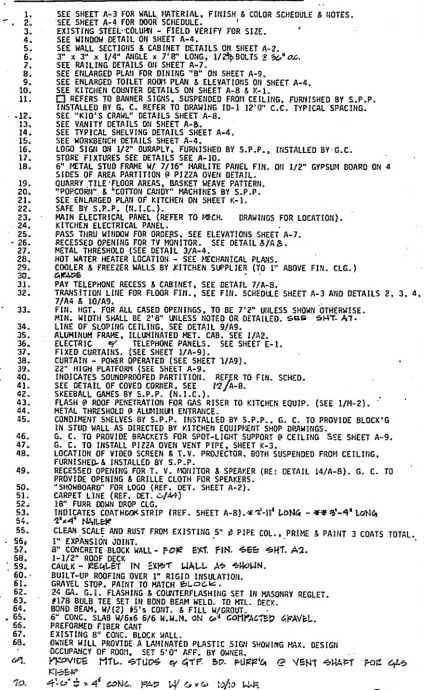 1. SEE SHEET A-3 FOR WALL MATERIAL, FINISH & COLOR SCHEDULE & NOTES.
2. SEE SHEET A-4 FOR DOOR SCHEDULE.
3. EXISTING STEEL COLUMN - FIELD VERIFY FOR SIZE.
4. SEE WINDOW DETAIL ON SHEET A-4.
5. SEE WALL SECTIONS & CABINET DETAILS ON SHEET A-2.
6. 3" x 3" x 1/4" ANGLE x 7'8" LONG, 1/2"φ BOLTS @ 36" O.C.
7. SEE RAILING DETAILS ON SHEET A-7.
8. SEE ENLARGED PLAN FOR DINING "B" ON SHEET A-9.
9. SEE ENLARGED TOILET ROOM PLAN & ELEVATIONS ON SHEET A-4.
10. SEE KITCHEN COUNTER DETAILS ON SHEET A-8 & K-1.
11. □ REFERS TO BANNER SIGNS, SUSPENDED FROM CEILING, FURNISHED BY S.P.P.
INSTALLED BY G. C. REFER TO DRAWING ID-1 12'0" C.C. TYPICAL SPACING.
12. SEE "KID'S CRAWL" DETAILS SHEET A-8.
13. SEE VANITY DETAILS ON SHEET A-8.
14. SEE TYPICAL SHELVING DETAILS SHEET A-4.
15. SEE WORKBENCH DETAILS SHEET A-4.
16. LOGO SIGN ON 1/2" DURAPLY, FURNISHED BY S.P.P., INSTALLED BY G.C.
17. STORE FIXTURES SEE DETAILS SEE A-10.
18. 6" METAL STUD FRAME W/ 7/16" MARLITE PANEL FIN. ON 1/2" GYPSUM BOARD ON 4
SIDES OF AREA PARTITION @ PIZZA OVEN DETAIL.
19. QUARRY TILE FLOOR AREAS, BASKET WEAVE PATTERN.
20. "POPCORN" & "COTTON CANDY" MACHINES BY S.P.P.
21. SEE ENLARGED PLAN OF KITCHEN ON SHEET K-1.
22. SAFE BY S.P.P. (N.I.C.).
23. MAIN ELECTRICAL PANEL (REFER TO MECH. DRAWINGS FOR LOCATION).
24. KITCHEN ELECTRICAL PANEL.
25. PASS THRU WINDOW FOR ORDERS. SEE ELEVATIONS SHEET A-7.
26. RECESSED OPENING FOR TV MONITOR. SEE DETAIL 8/A8.
27. METAL THRESHOLD (SEE DETAIL 3/A-4.
28. HOT WATER HEATER LOCATION - SEE MECHANICAL PLANS.
29. COOLER & FREEZER WALLS BY KITCHEN SUPPLIER (TO 1" ABOVE FIN. CLG.)
30. GRADE
31. PAY TELEPHONE RECESS & CABINET, SEE DETAIL 7/A-8.
32. TRANSITION LINE FOR FLOOR FIN., SEE FIN. SCHEDULE SHEET A-3 AND DETAILS 2, 3, 4,
7/A4 & 10/A9.
33. FIN. HGT. FOR ALL CASED OPENINGS, TO BE 7'2" UNLESS SHOWN OTHERWISE.
MIN. WIDTH SHALL BE 2'8" UNLESS NOTED OR DETAILED. SEE SHT. A7.
34. LINE OF SLOPING CEILING, SEE DETAIL 9/A9.
35. ALUMINUM FRAME, ILLUMINATED MET. CAB. SEE 1/A2.
36. ELECTRIC & TELEPHONE PANELS. SEE SHEET E-1.
37. FIXED CURTAINS. (SEE SHEET 1/A-9).
38. CURTAIN - POWER OPERATED (SEE SHEET 1/A9).
39. 22" HIGH PLATFORM (SEE SHEET A-9.
40. INDICATES SOUNDPROOFED PARTITION. REFER TO FIN. SCHED.
41. SEE DETAIL OF COVED CORNER, SEE 12/A-8.
42. SKEEBALL GAMES BY S.P.P. (N.I.C.).
43. FLASH @ ROOF PENETRATION FOR GAS RISER TO KITCHEN EQUIP. (SEE 1/M-2).
44. METAL THRESHOLD @ ALUMINUM ENTRANCE.
45. CONDIMENT SHELVES BY S.P.P. INSTALLED BY S.P.P., G. C. TO PROVIDE BLOCK'G
IN STUD WALL AS DIRECTED BY KITCHEN EQUIPMENT SHOP DRAWINGS.
46. G. C. TO PROVIDE BRACKETS FOR SPOT-LIGHT SUPPORT @ CEILING SEE SHEET A-9.
47. G. C. TO INSTALL PIZZA OVEN VENT PIPE, SHEET K-3.
48. LOCATION OF VIDEO SCREEN & T.V. PROJECTOR. BOTH SUSPENDED FROM CEILING,
FURNISHED & INSTALLED BY S.P.P.
49. RECESSED OPENING FOR T. V. MONITOR & SPEAKER (RE: DETAIL 14/A-8). G. C. TO
PROVIDE OPENING & GRILLE CLOTH FOR SPEAKERS.
50. "SHOWBOARD" FOR LOGO (REF. DET. SHEET A-2).
51. CARPET LINE (REF. DET. 6/A4)
52. 18" FURR DOWN DROP CLG.
53. INDICATES COATHOOK STRIP (REF. SHEET A-8). *2'-11" LONG - **3'-4" LONG
54. 2"x4" NAILER
55. CLEAN SCALE AND RUST FROM EXISTING 5" Ø PIPE COL., PRIME & PAINT 3 COATS TOTAL.
56. 1" EXPANSION JOINT.
57. 8" CONCRETE BLOCK WALL - FOR EXT. FIN. SEE SHT. A2.
58. 1-1/2" ROOF DECK
59. CAULK - REGLET IN EXIST WALL AS SHOWN.
60. BUILT-UP ROOFING OVER 1" RIGID INSULATION.
61. GRAVEL STOP. PAINT TO MATCH BLOCK.
62. 24 GA. G.I. FLASHING & COUNTERFLASHING SET IN MASONRY REGLET.
63. #178 BULB TEE SET IN BOND BEAM WELD. TO MTL. DECK.
64. BOND BEAM, W/(2) #5's CONT. & FILL W/GROUT.
65. 6" CONC. SLAB W/6x6 6/6 W.W.M. ON 6" COMPACTED GRAVEL.
66. PREFORMED FIBER CANT
67. EXISTING 8" CONC. BLOCK WALL.
68. OWNER WILL PROVIDE A LAMINATED PLASTIC SIGN SHOWING MAX. DESIGN
OCCUPANCY OF ROOM. SET 5'0" AFF. BY OWNER.
69. PROVIDE MTL. STUDS & GYP. BD. FURR'G @ VENT SHAFT FOR GAS
RISER
70. 4'-0" x 4" CONC. PAD W/ 6x6 10/10